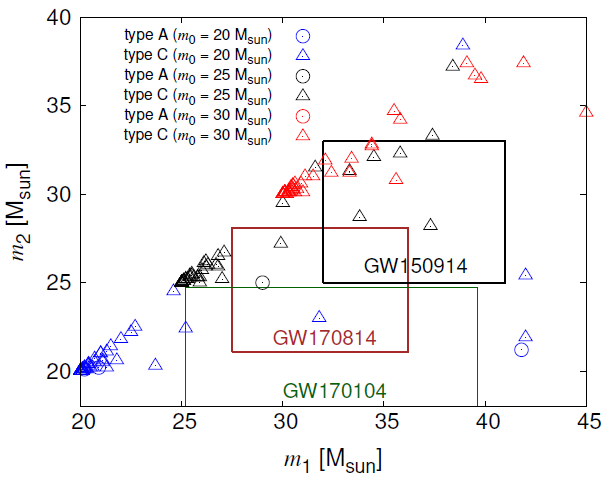 type A (m0 = 20 Msun)
type C (m0 = 20 Msun)
type A (m0 = 25 Msun)
type C (m0 = 25 Msun)
type A (m0 = 30 Msun)
type C (m0 = 30 Msun)
40
35
30
25
20
m2 [Msun]
GW150914
GW170814
GW170104
20 25 30 35 40 45
m1 [Msun]